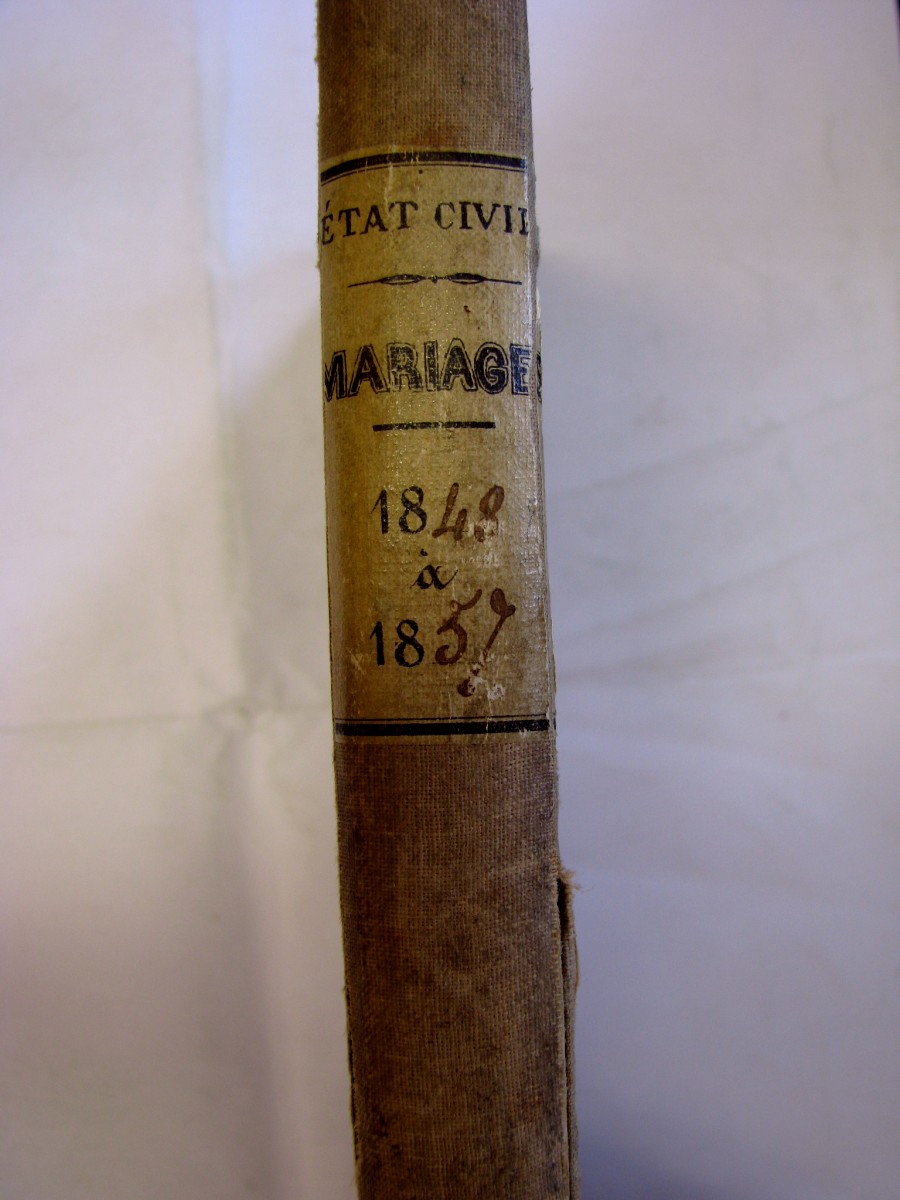 ÉTAT CIVIL
MARIAGES
1848
à
1857